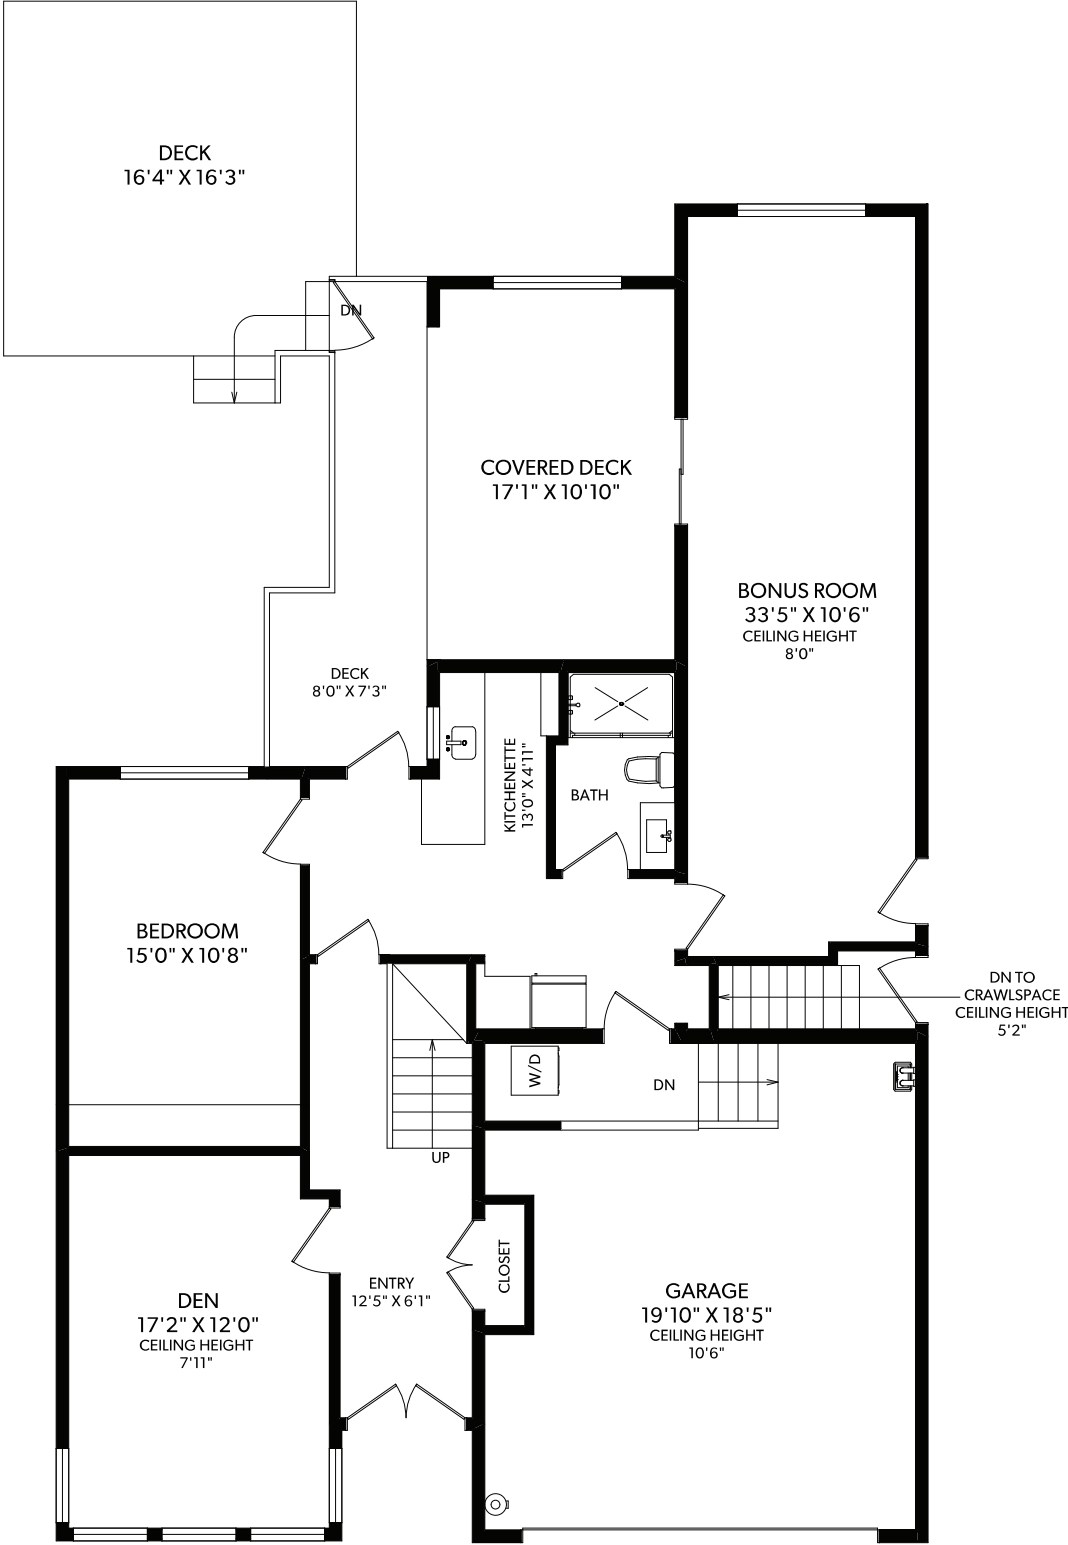 DECK
16'4" X 16'3"
DN
COVERED DECK
17'1" X 10'10"
BONUS ROOM
33'5" X 10'6"
CEILING HEIGHT
8'0"
DECK
8'0" X 7'3"
KITCHENETTE
13'0" X 4'11"
BATH
BEDROOM
15'0" X 10'8"
DN TO
CRAWLSPACE
CEILING HEIGHT
5'2"
W/D
DN
UP
CLOSET
ENTRY
12'5" X 6'1"
DEN
17'2" X 12'0"
CEILING HEIGHT
7'11"
GARAGE
19'10" X 18'5"
CEILING HEIGHT
10'6"